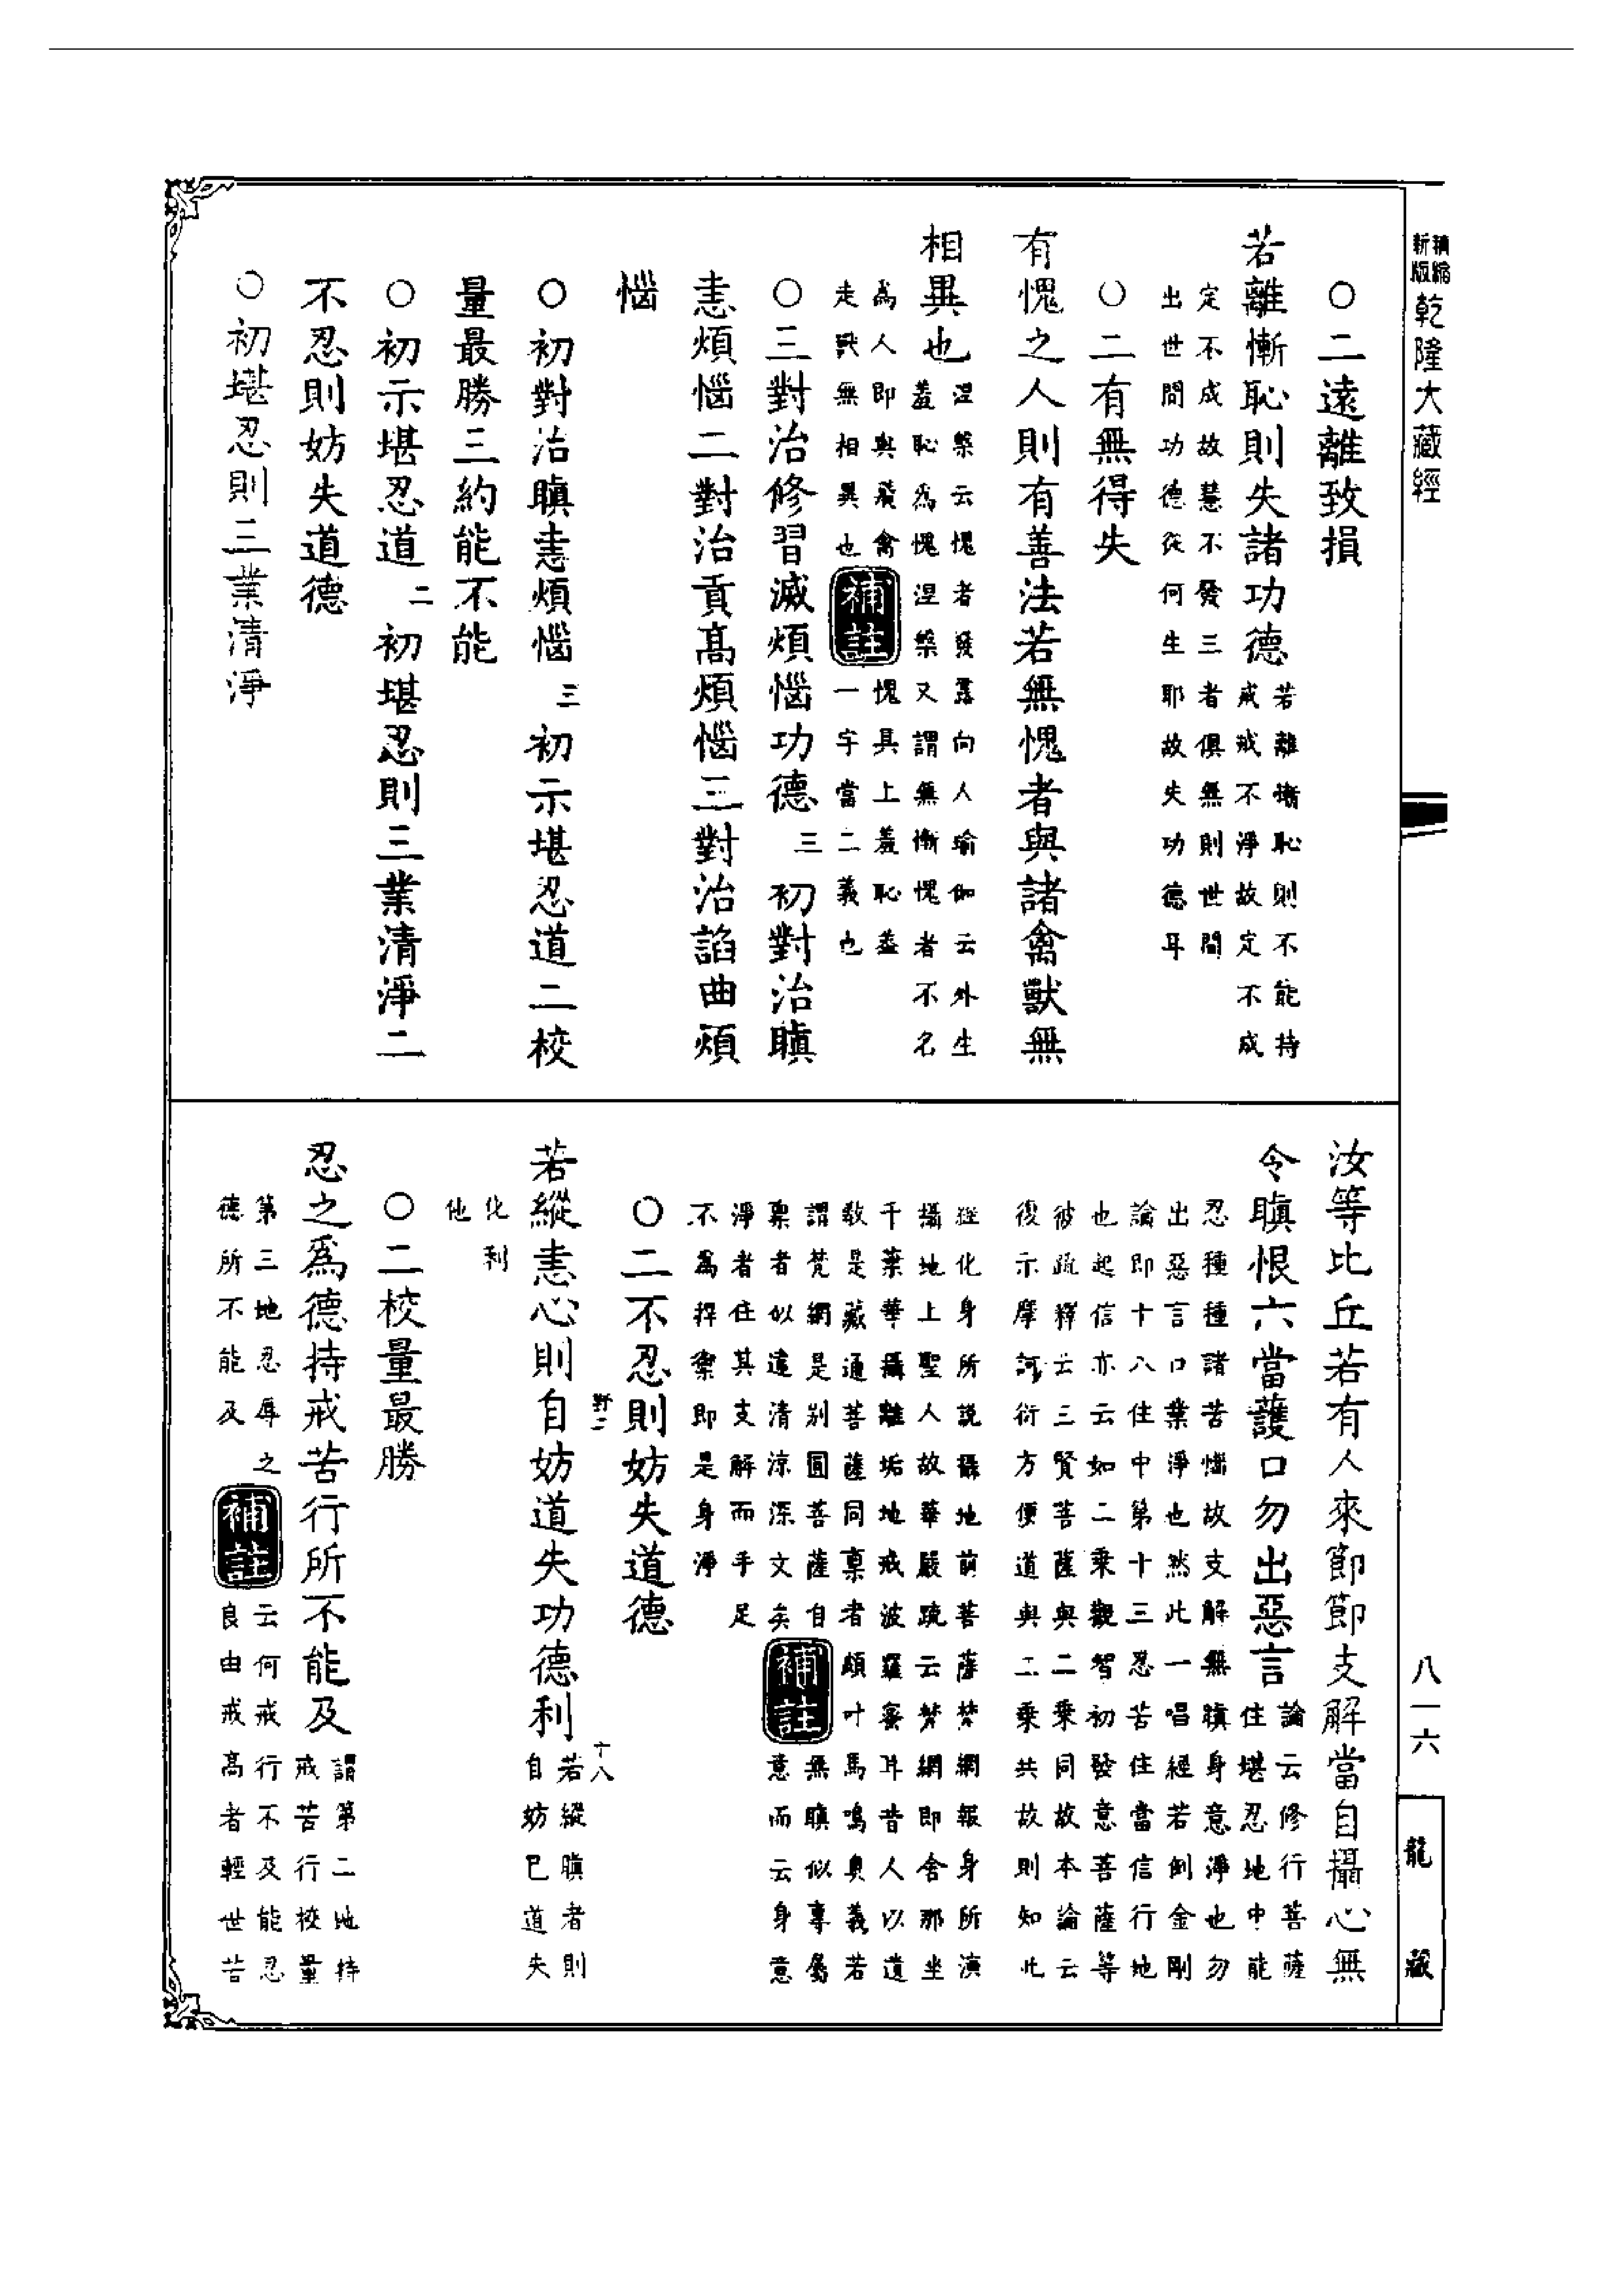 新版
精縮
乾隆大藏經
八一六
龍藏
○二遠離致損
若離慚恥則失諸功德
若離慚恥則不能持
戒戒不淨故定不成
定不成故慧不發三者俱無則世間
出世間功德從何生耶故失功德耳
○二有無得失
有愧之人則有善法若無愧者與諸禽獸無
相異也
涅槃云愧者發露向人瑜伽云外生
羞恥為愧涅槃又謂無慚愧者不名
為人即與飛禽
走獸無相異也
補註
愧具上羞恥蓋
一字當二義也
○三對治修習滅煩惱功德三初對治瞋
恚煩惱二對治貢高煩惱三對治諂曲煩
惱
○初對治瞋恚煩惱三初示堪忍道二校
量最勝三約能不能
○初示堪忍道二初堪忍則三業清淨二
不忍則妨失道德
○初堪忍則三業清淨
汝等比丘若有人來節節支解當自攝心無
令瞋恨亦當護口勿出惡言
論云修行菩薩
住堪忍地中能
忍種種諸苦惱故支解無瞋身意淨也勿
出惡言口業淨也然此一唱經若倒金剛
論即十八住中第十三忍苦住當信行地
也起信亦云如二乘觀智初發意菩薩等
彼疏釋云三賢菩薩與二乘同故本論云
復示摩訶衍方便道與二乘共故則知此
經化身所說攝地前菩薩梵網報身所演
攝地上聖人故華嚴疏云梵網即舍那坐
千葉華攝離垢地戒波羅蜜耳昔人以遺
教是藏通菩薩同稟者頗叶馬鳴奥義若
謂梵網是別圓菩薩自
稟者似違清涼深文矣
補註
無瞋似專屬
意而云身意
淨者住其支解而手足
不為捍禦即是身淨
○二不忍則妨失道德
若縱恚心則自妨道失功德利
野二
十八
若縱瞋者則
自妨已道失
化利
他
○二校量最勝
忍之為德持戒苦行所不能及
謂第二地持
戒苦行校量
第三地忍辱之
德所不能及
補註
云何戒行不及能忍
良由戒高者輕世苦